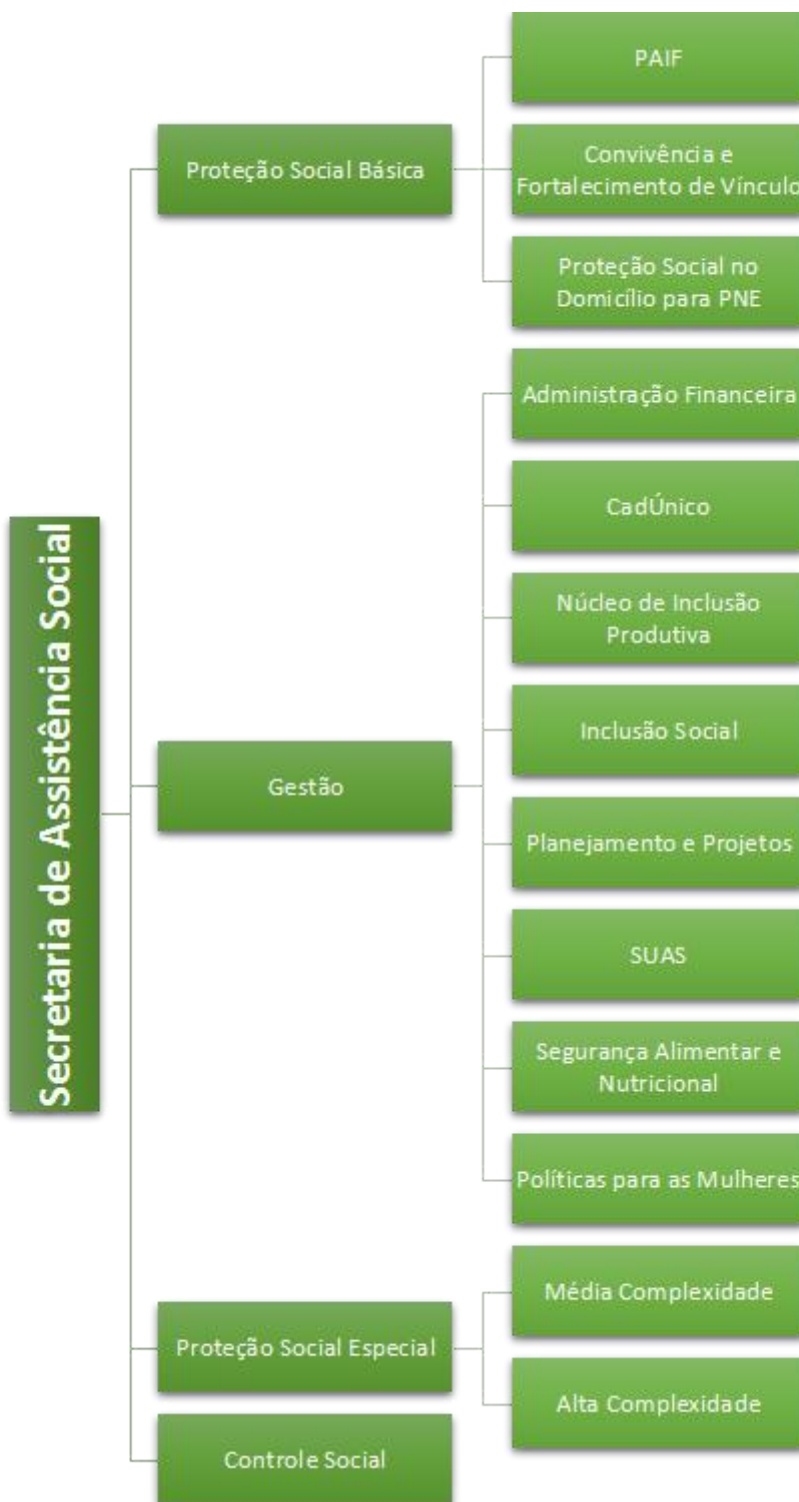 Secretaria de Assistência Social
Proteção Social Básica
PAIF
Convivência e
Fortalecimento de Vínculo
Proteção Social no
Domicílio para PNE
Gestão
Administração Financeira
CadÚnico
Núcleo de Inclusão
Produtiva
Inclusão Social
Planejamento e Projetos
SUAS
Segurança Alimentar e
Nutricional
Políticas para as Mulheres
Proteção Social Especial
Média Complexidade
Alta Complexidade
Controle Social